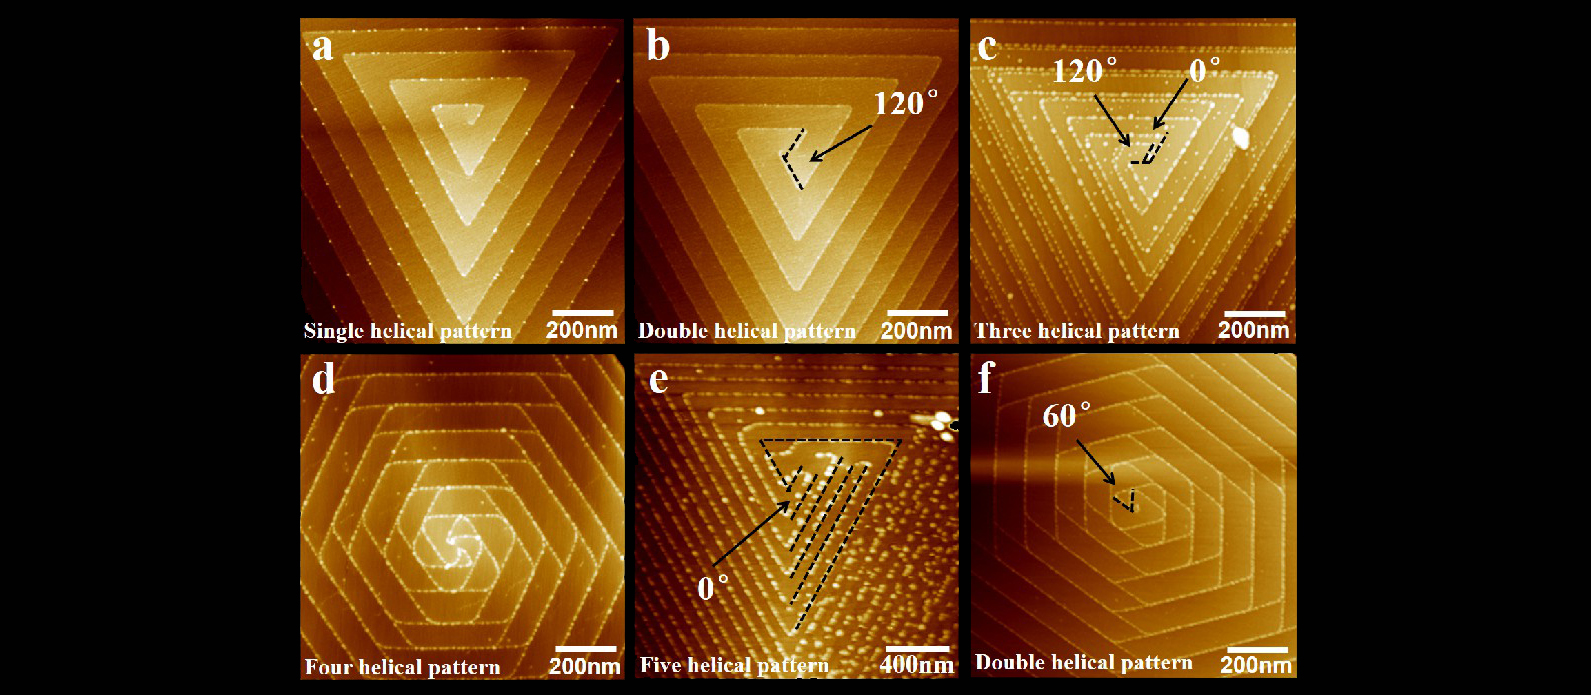 a
Single helical pattern
200nm
b
120°
Double helical pattern
200nm
c
120°
0°
Three helical pattern
200nm
d
Four helical pattern
200nm
e
0°
Five helical pattern
400nm
f
60°
Double helical pattern
200nm